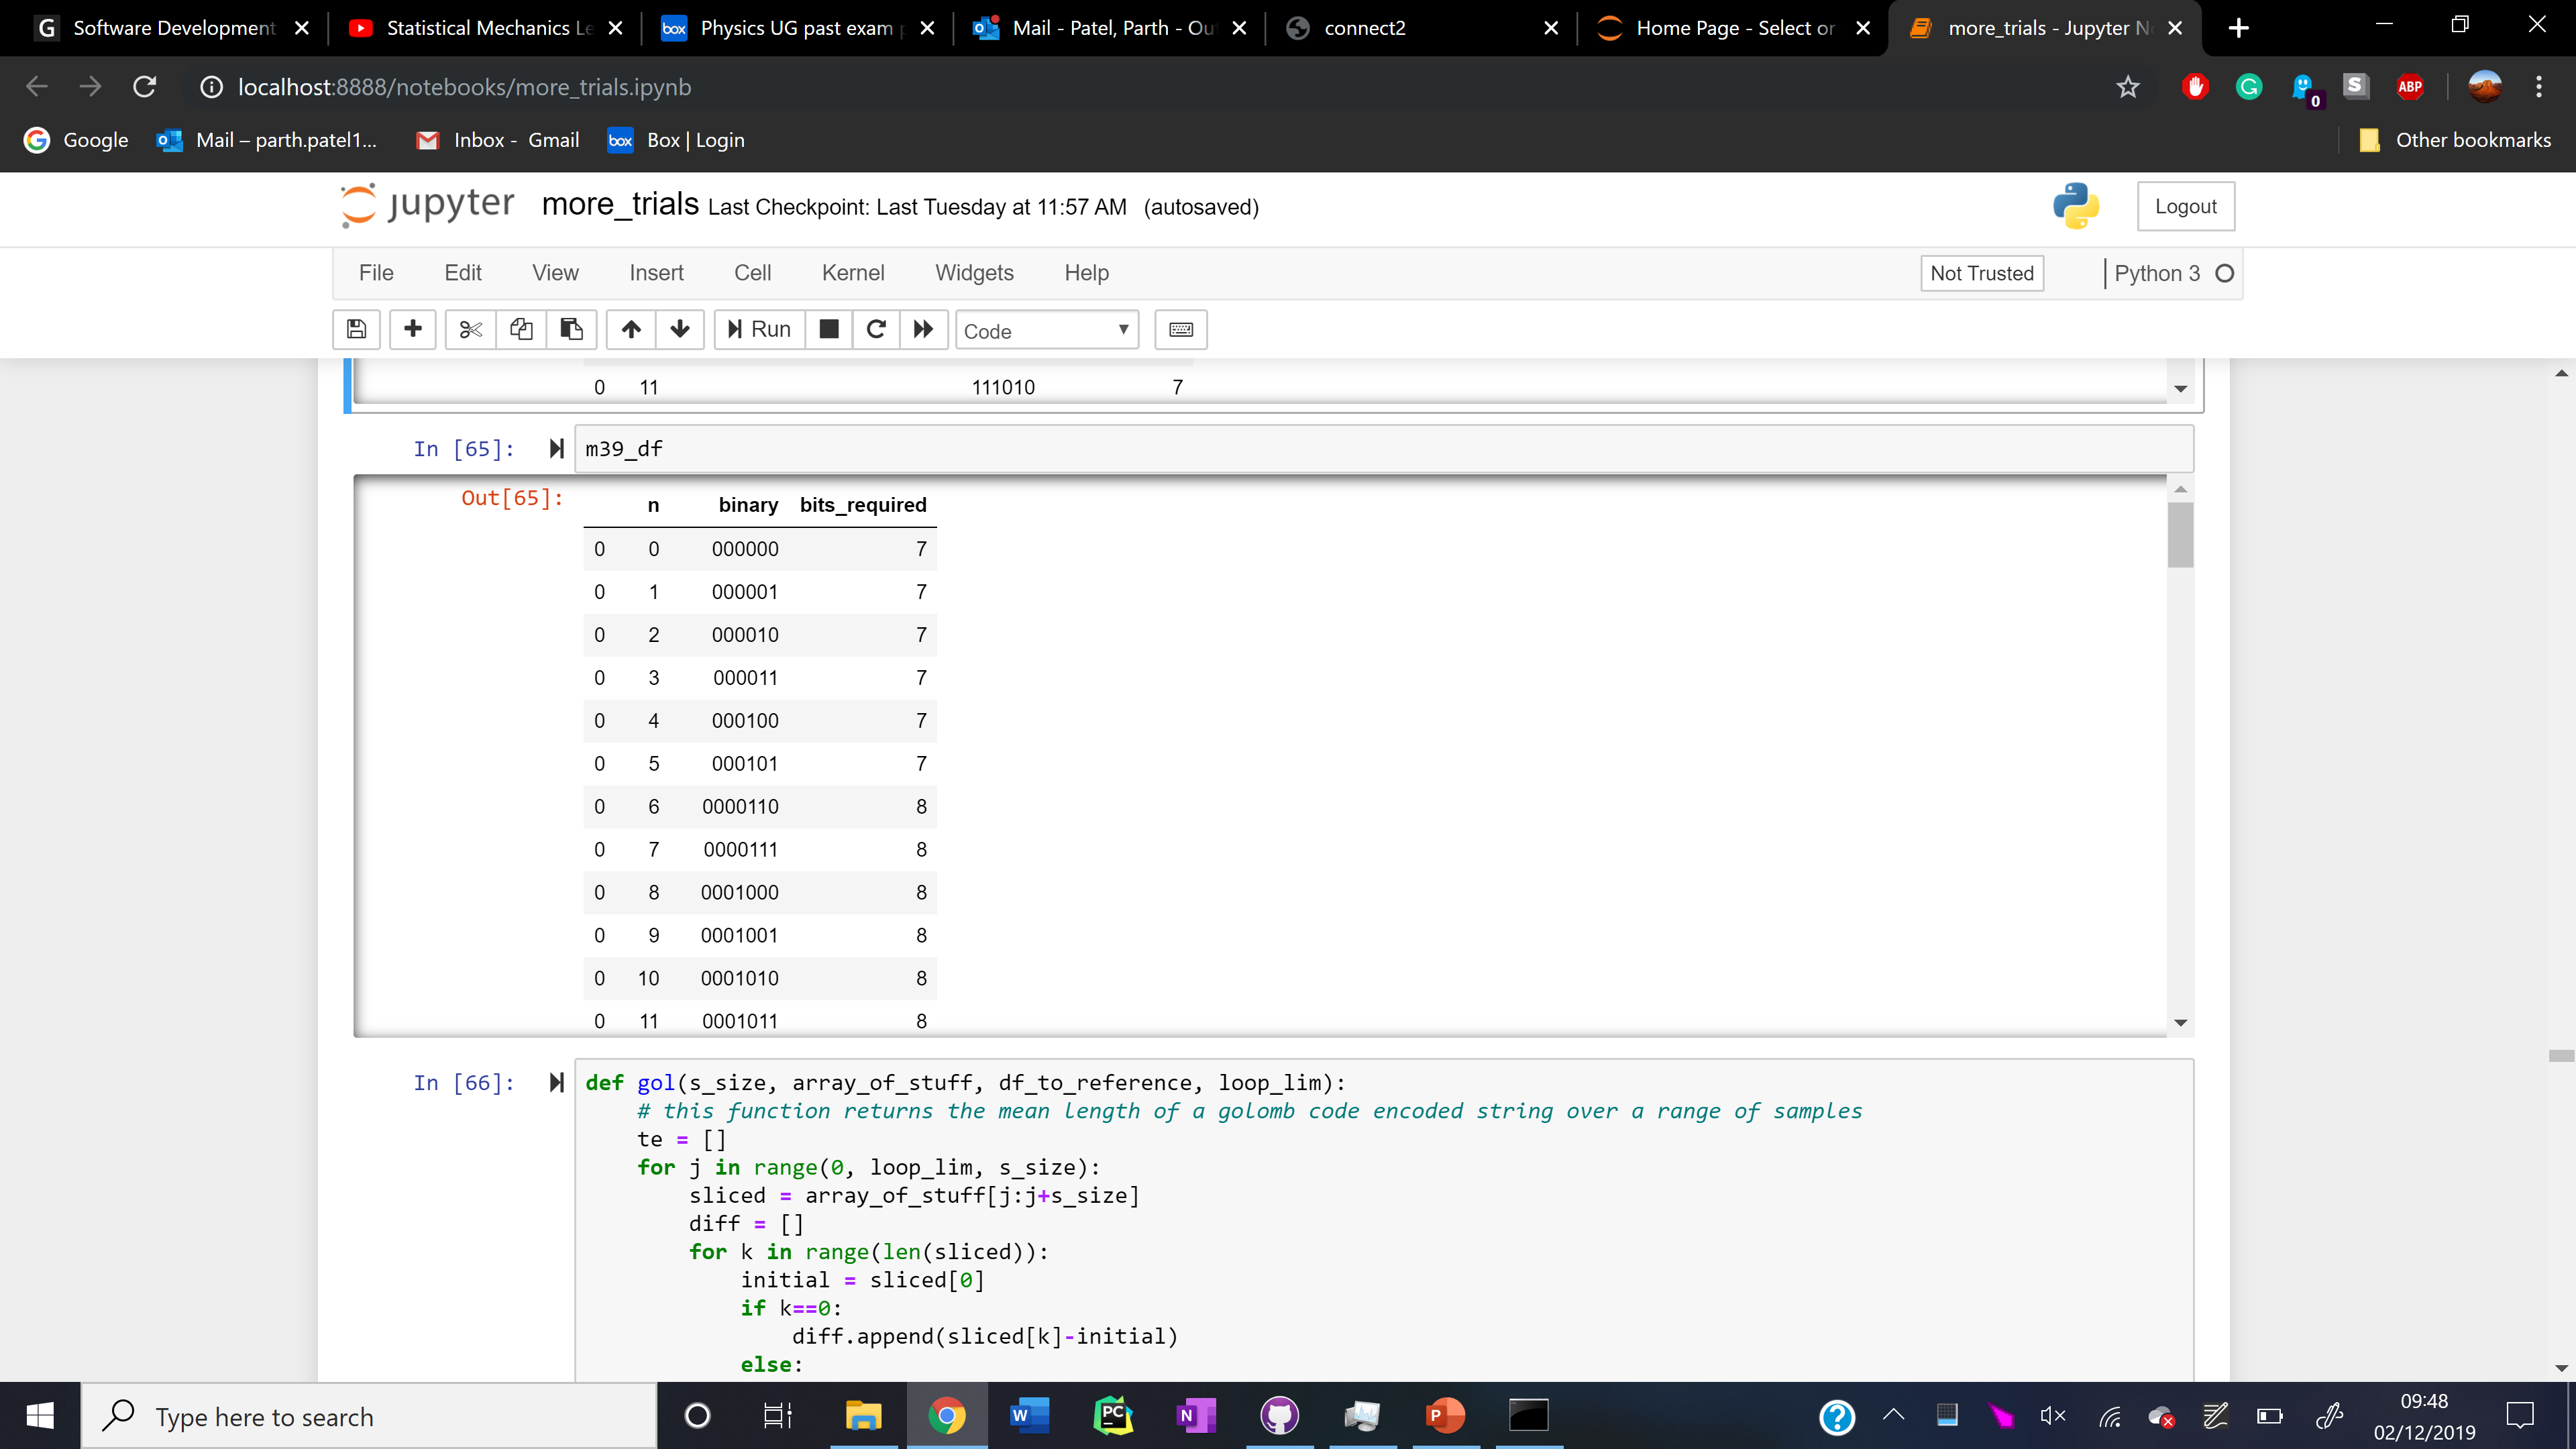 G Software Development
Statistical Mechanics Le
box Physics UG past exam p
Mail - Patel, Parth - Out
connect2
Home Page - Select or
more_trials - Jupyter No
localhost:8888/notebooks/more_trials.ipynb
G S ABP
0
Google
Mail – parth.patel1...
Inbox - Gmail
box Box | Login
Other bookmarks
jupyter more_trials Last Checkpoint: Last Tuesday at 11:57 AM (autosaved)
Logout
File Edit View Insert Cell Kernel Widgets Help
Not Trusted
Python 3
Run
Code
0 11 111010 7
In [65]: m39_df
Out[65]:
n binary bits_required
0 0 000000 7
0 1 000001 7
0 2 000010 7
0 3 000011 7
0 4 000100 7
0 5 000101 7
0 6 0000110 8
0 7 0000111 8
0 8 0001000 8
0 9 0001001 8
0 10 0001010 8
0 11 0001011 8
In [66]: def gol(s_size, array_of_stuff, df_to_reference, loop_lim):
# this function returns the mean length of a golomb code encoded string over a range of samples
te = []
for j in range(0, loop_lim, s_size):
sliced = array_of_stuff[j:j+s_size]
diff = []
for k in range(len(sliced)):
initial = sliced[0]
if k==0:
diff.append(sliced[k]-initial)
else:
Type here to search
W PC N P
09:48
02/12/2019